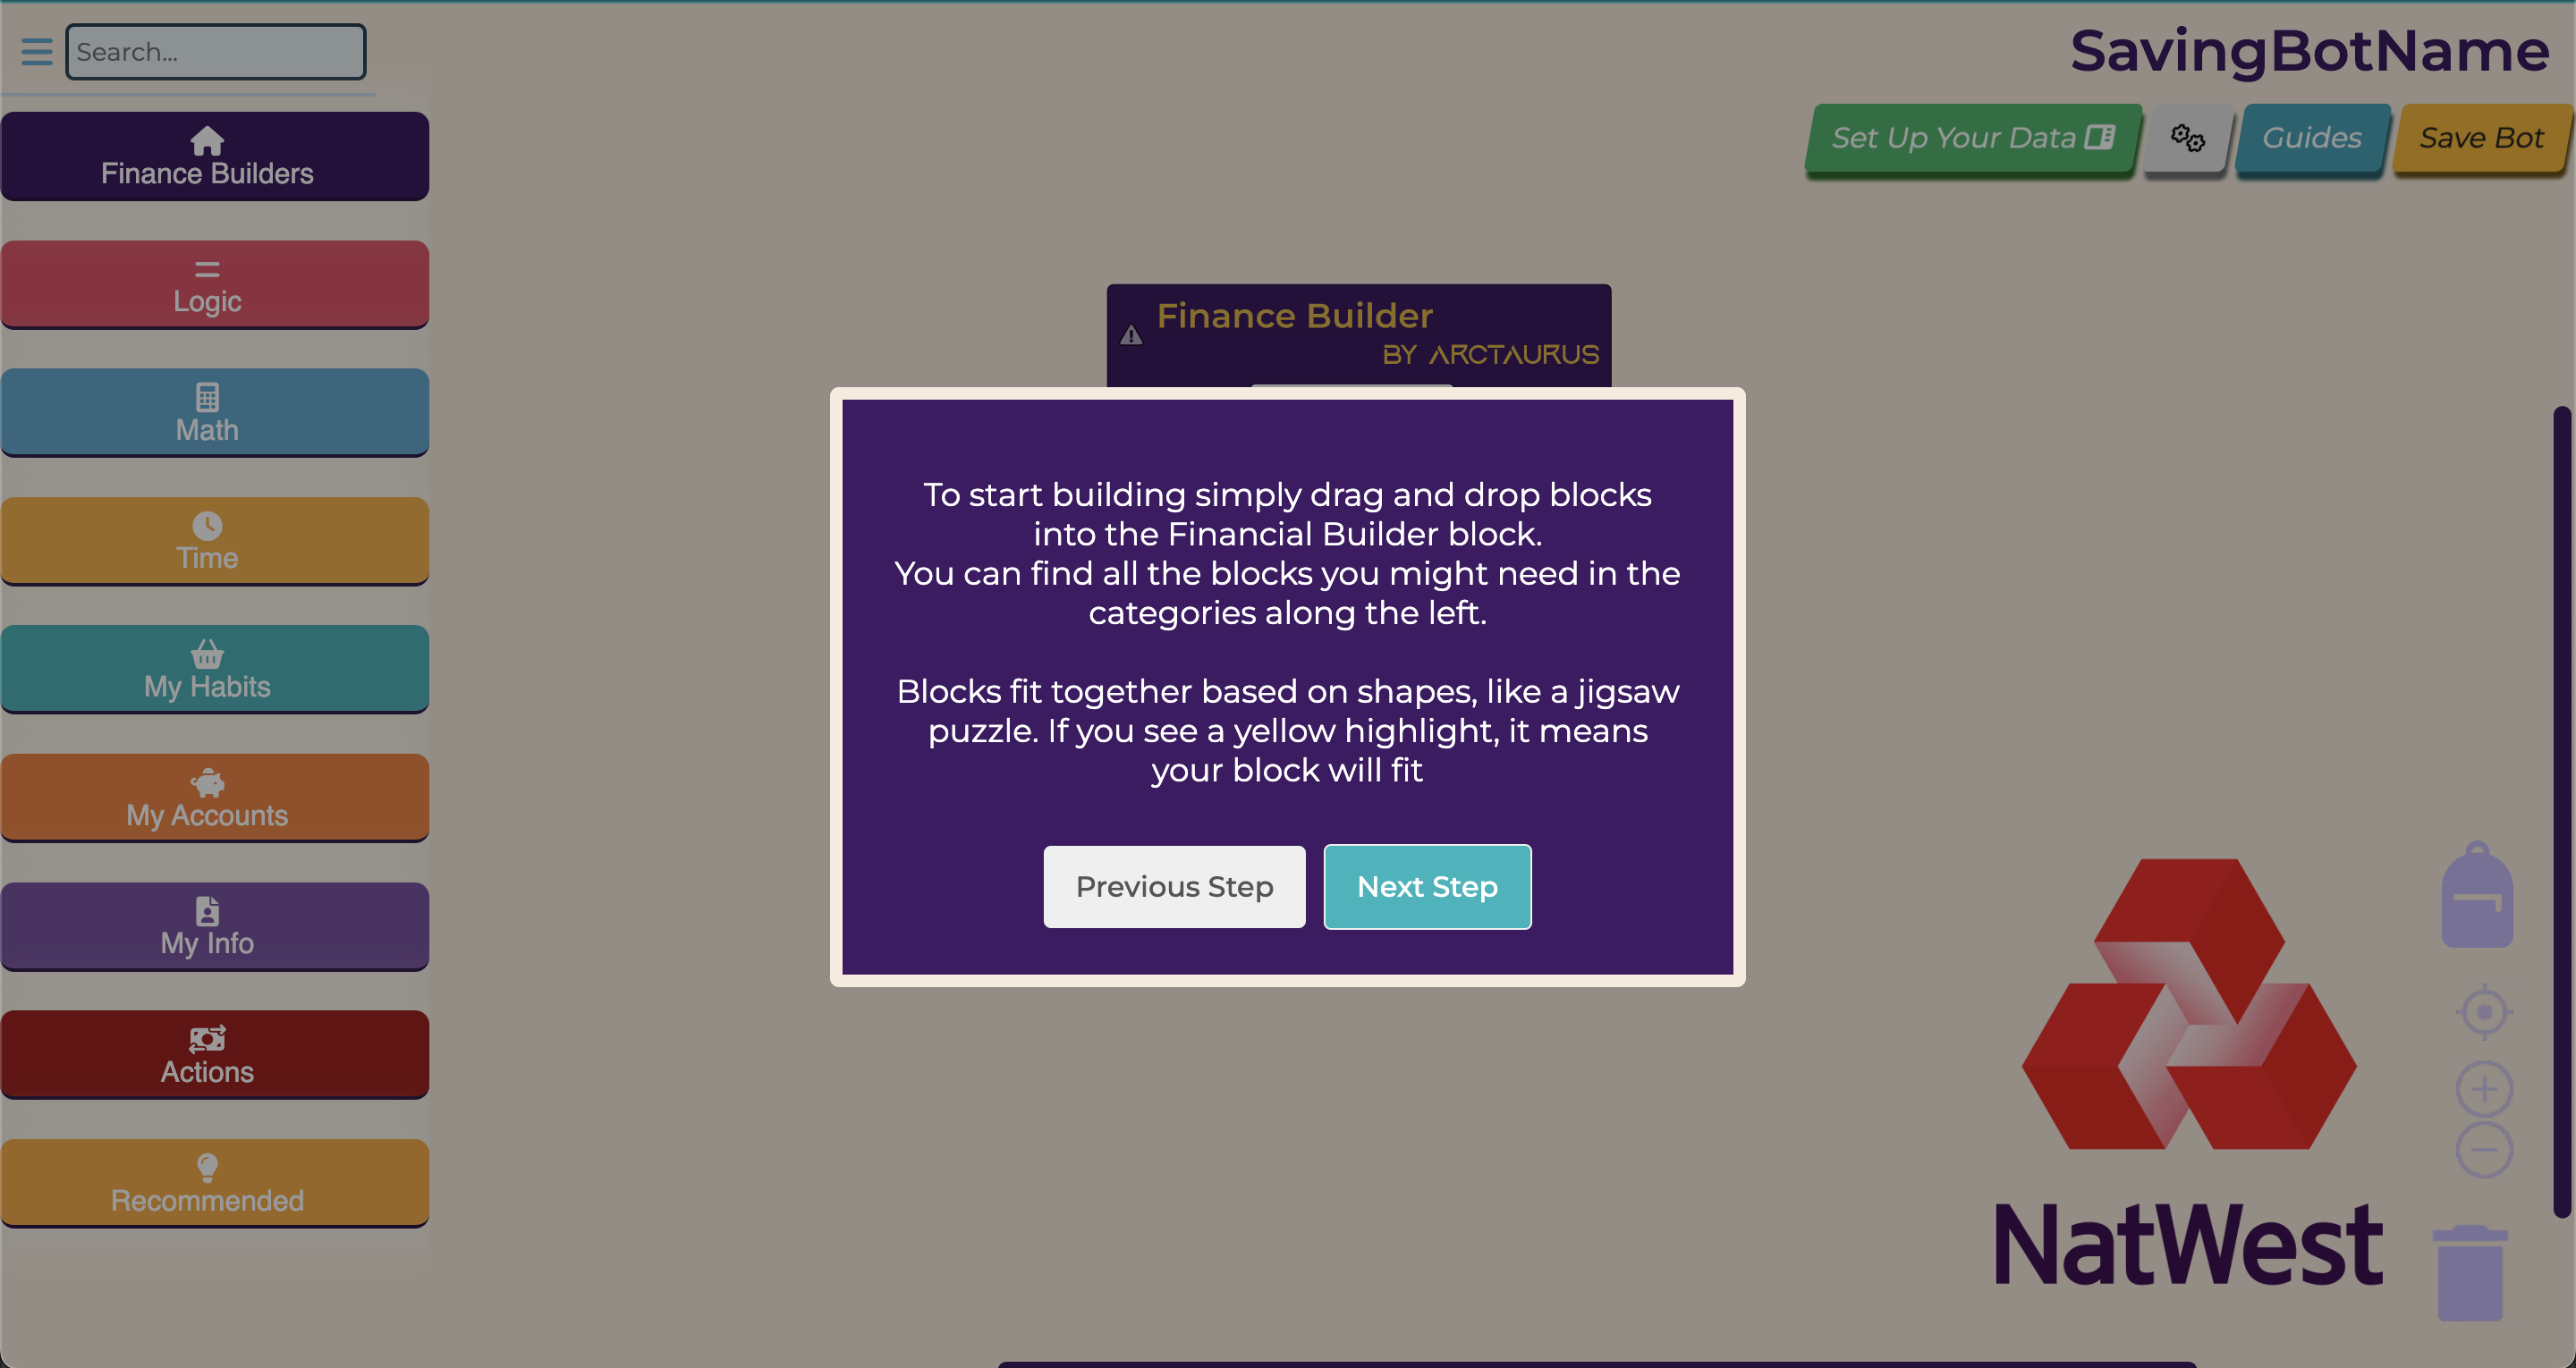 Search...
SavingBotName
Set Up Your Data
Guides
Save Bot
Finance Builders
Logic
Math
Time
My Habits
My Accounts
My Info
Actions
Recommended
Finance Builder
BY ARCTAURUS
To start building simply drag and drop blocks
into the Financial Builder block.
You can find all the blocks you might need in the
categories along the left.
Blocks fit together based on shapes, like a jigsaw
puzzle. If you see a yellow highlight, it means
your block will fit
Previous Step
Next Step
NatWest